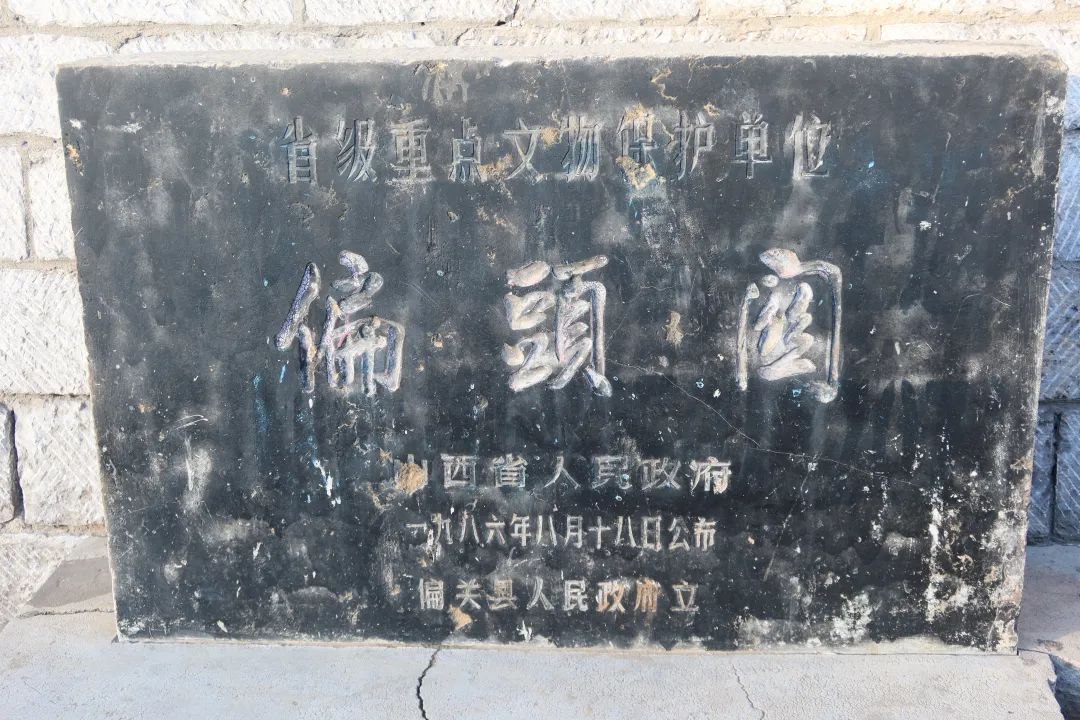 省级重点文物保护单位
偏頭関
山西省人民政府
一九八六年八月十八日公布
偏关县人民政府立